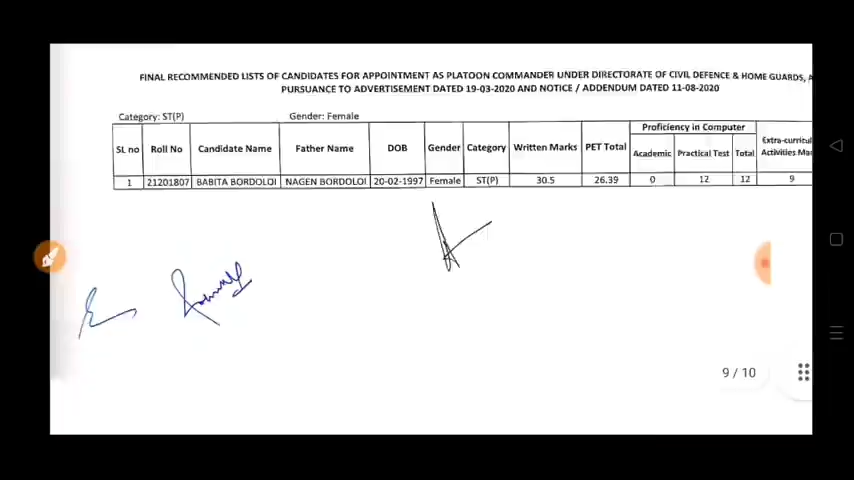 FINAL RECOMMENDED LISTS OF CANDIDATES FOR APPOINTMENT AS PLATOON COMMANDER UNDER DIRECTORATE OF CIVIL DEFENCE & HOME GUARDS,
PURSUANCE TO ADVERTISEMENT DATED 19-03-2020 AND NOTICE / ADDENDUM DATED 11-08-2020
Category: ST(P) Gender: Female
SL no Roll No Candidate Name Father Name DOB Gender Category Written Marks PET Total Proficiency in Computer Academic Practical Test Total Extra-curricul Activities Ma
1 21201807 BABITA BORDOLOI NAGEN BORDOLOI 20-02-1997 Female ST(P) 30.5 26.39 0 12 12 9
9 / 10